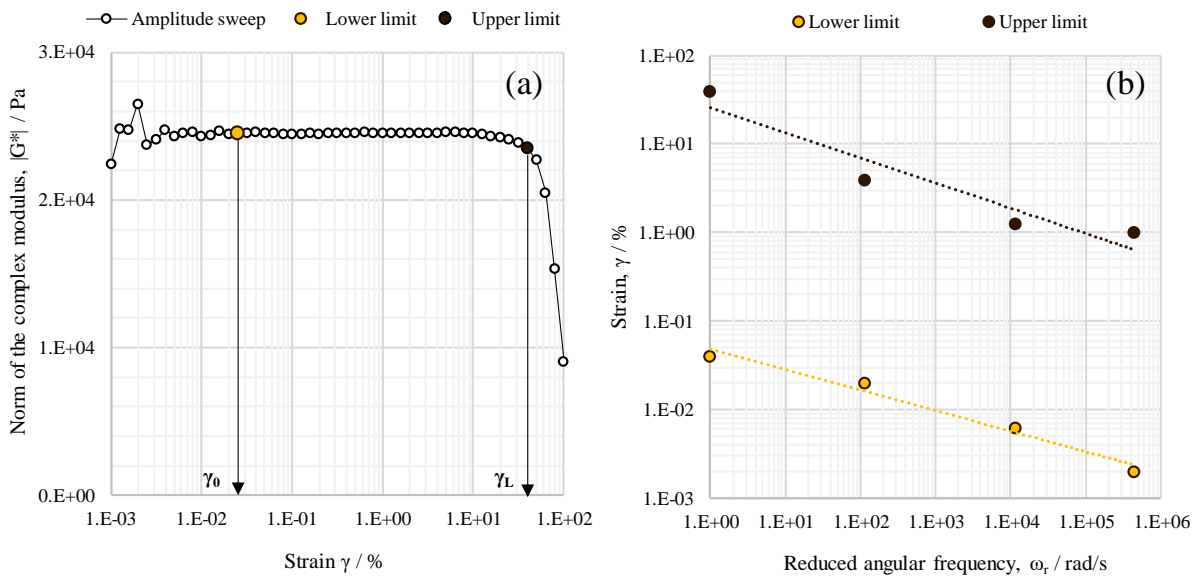 Amplitude sweep Lower limit Upper limit
3.E+04
2.E+04
1.E+04
0.E+00
Norm of the complex modulus, |G*| / Pa
(a)
γ₀
γL
1.E-03 1.E-02 1.E-01 1.E+00 1.E+01 1.E+02
Strain γ / %
Lower limit Upper limit
1.E+02
1.E+01
1.E+00
1.E-01
1.E-02
1.E-03
Strain, γ / %
(b)
1.E+00 1.E+01 1.E+02 1.E+03 1.E+04 1.E+05 1.E+06
Reduced angular frequency, ωr / rad/s